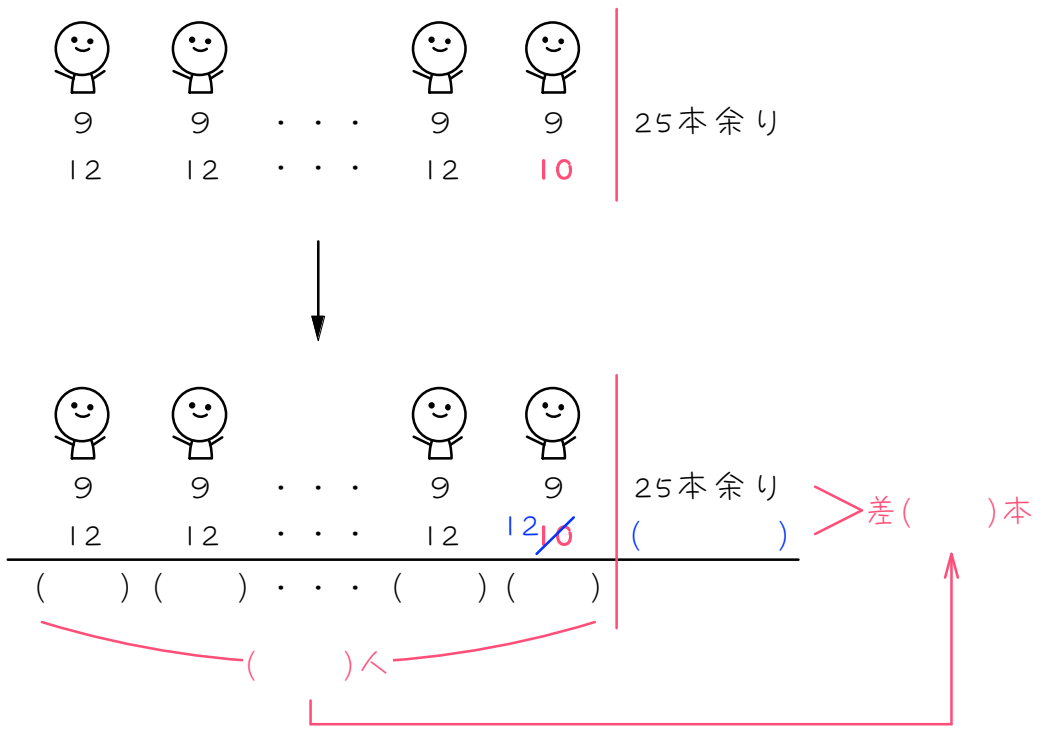 9 9 ・・・ 9 9 25本余り
12 12 ・・・ 12 10
9 9 ・・・ 9 9 25本余り
12 12 ・・・ 12 12 10 ( )
差( )本
( ) ( ) ・・・ ( ) ( )
( )人